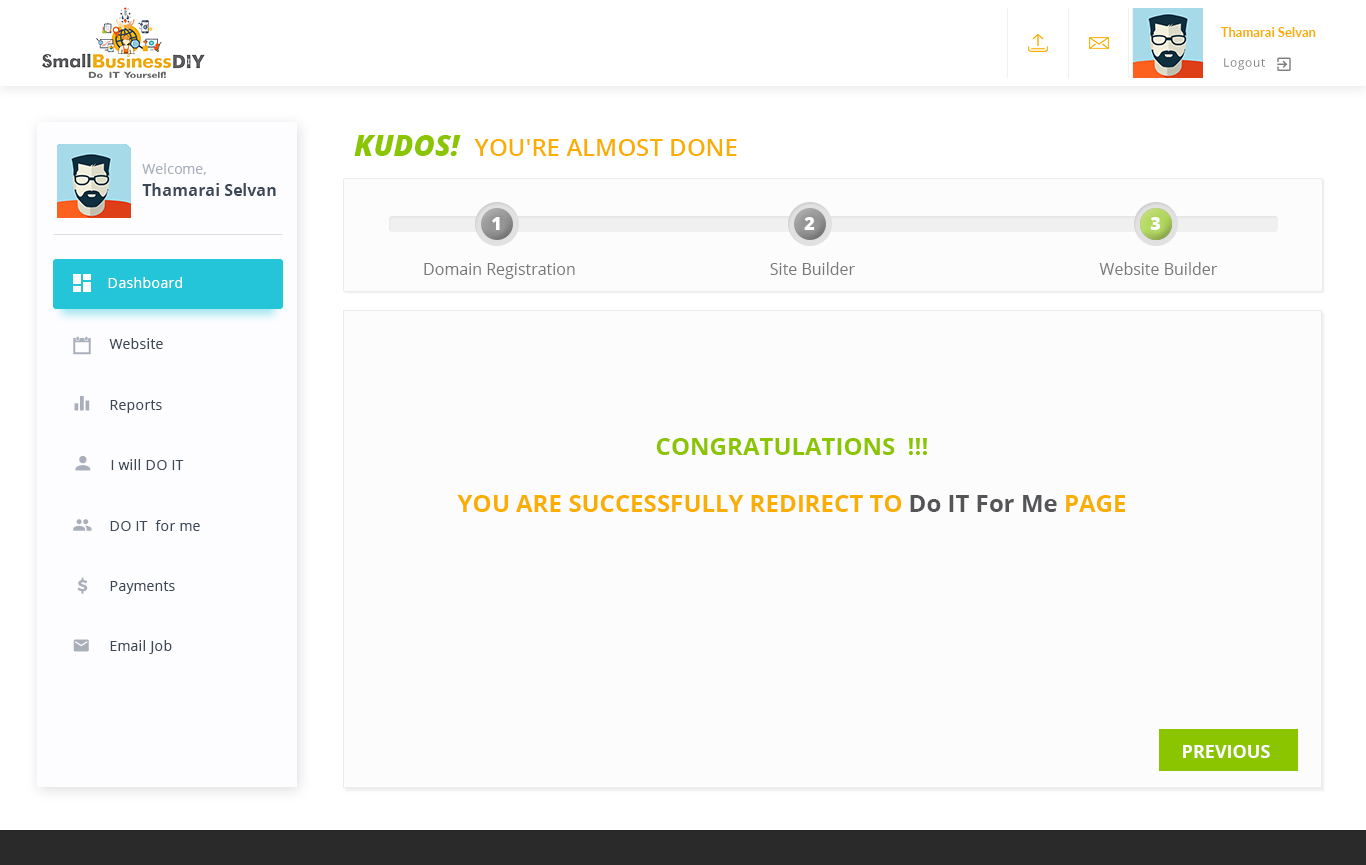 SmallBusinessDIY
Do IT Yourself!
Thamarai Selvan
Logout
Welcome,
Thamarai Selvan
Dashboard
Website
Reports
I will DO IT
DO IT for me
Payments
Email Job
KUDOS! YOU'RE ALMOST DONE
1 2 3
Domain Registration Site Builder Website Builder
CONGRATULATIONS !!!
YOU ARE SUCCESSFULLY REDIRECT TO Do IT For Me PAGE
PREVIOUS